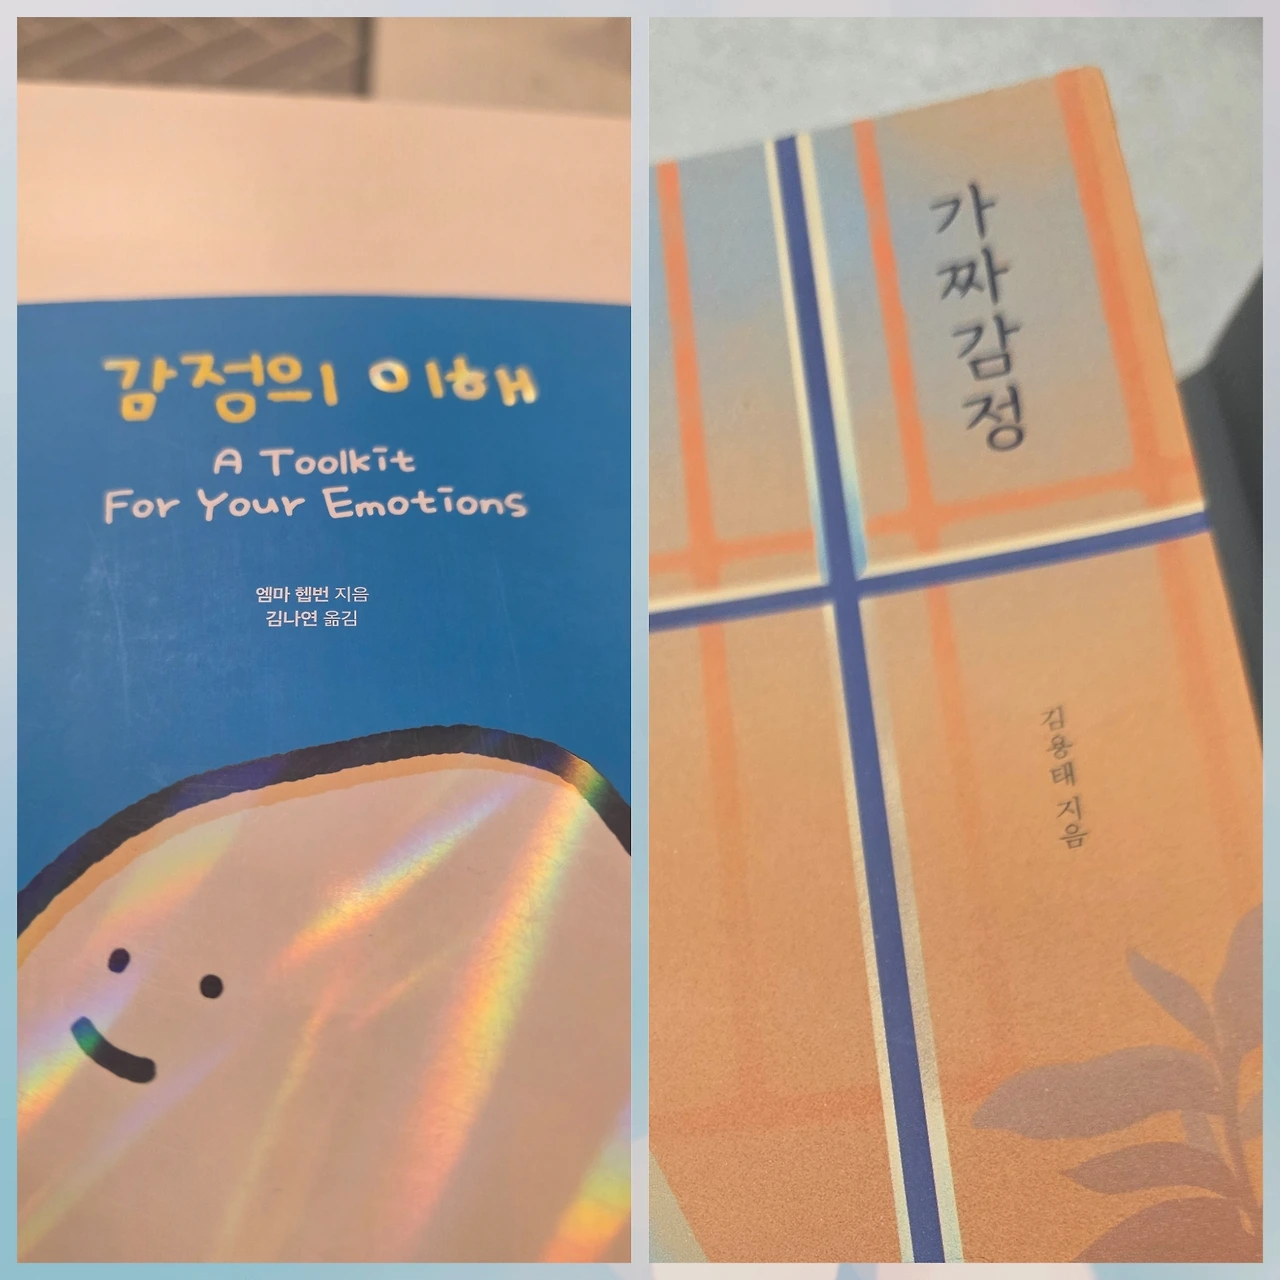 감정의 이해
A Toolkit
For Your Emotions
엠마 헵번 지음
김나연 옮김
가짜감정
김용태 지음